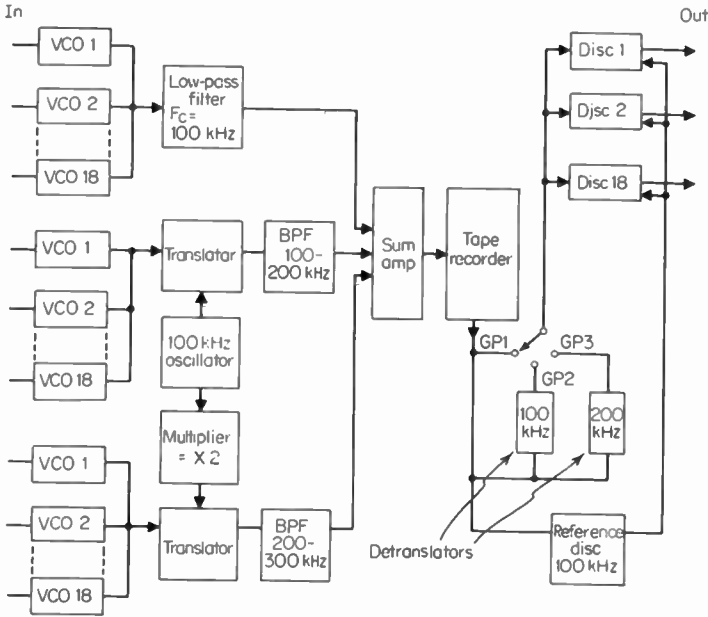 In
Out
VCO 1
VCO 2
VCO 18
Low-pass
filter
Fc =
100 kHz
Disc 1
Djsc 2
Disc 18
VCO 1
VCO 2
VCO 18
Translatar
BPF
100-
200 kHz
Sum
amp
Tape
recorder
100 kHz
oscillator
GP1
GP3
GP2
100
kHz
200
kHz
Multiplier
= X 2
VCO 1
VCO 2
VCO 18
Translator
BPF
200-
300 kHz
Detranslators
Reference
disc
100 kHz